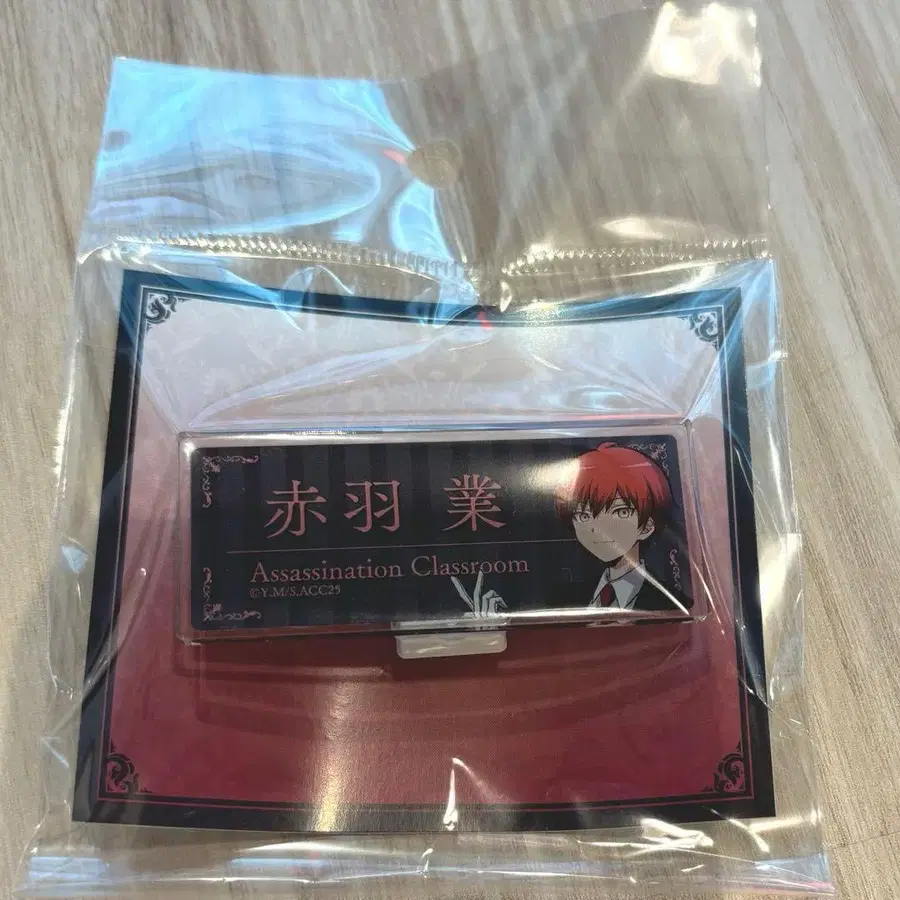 赤羽 業
Assassination Classroom
©Y.M/S.ACC25